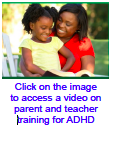 Click on the image
to access a video on
parent and teacher
training for ADHD